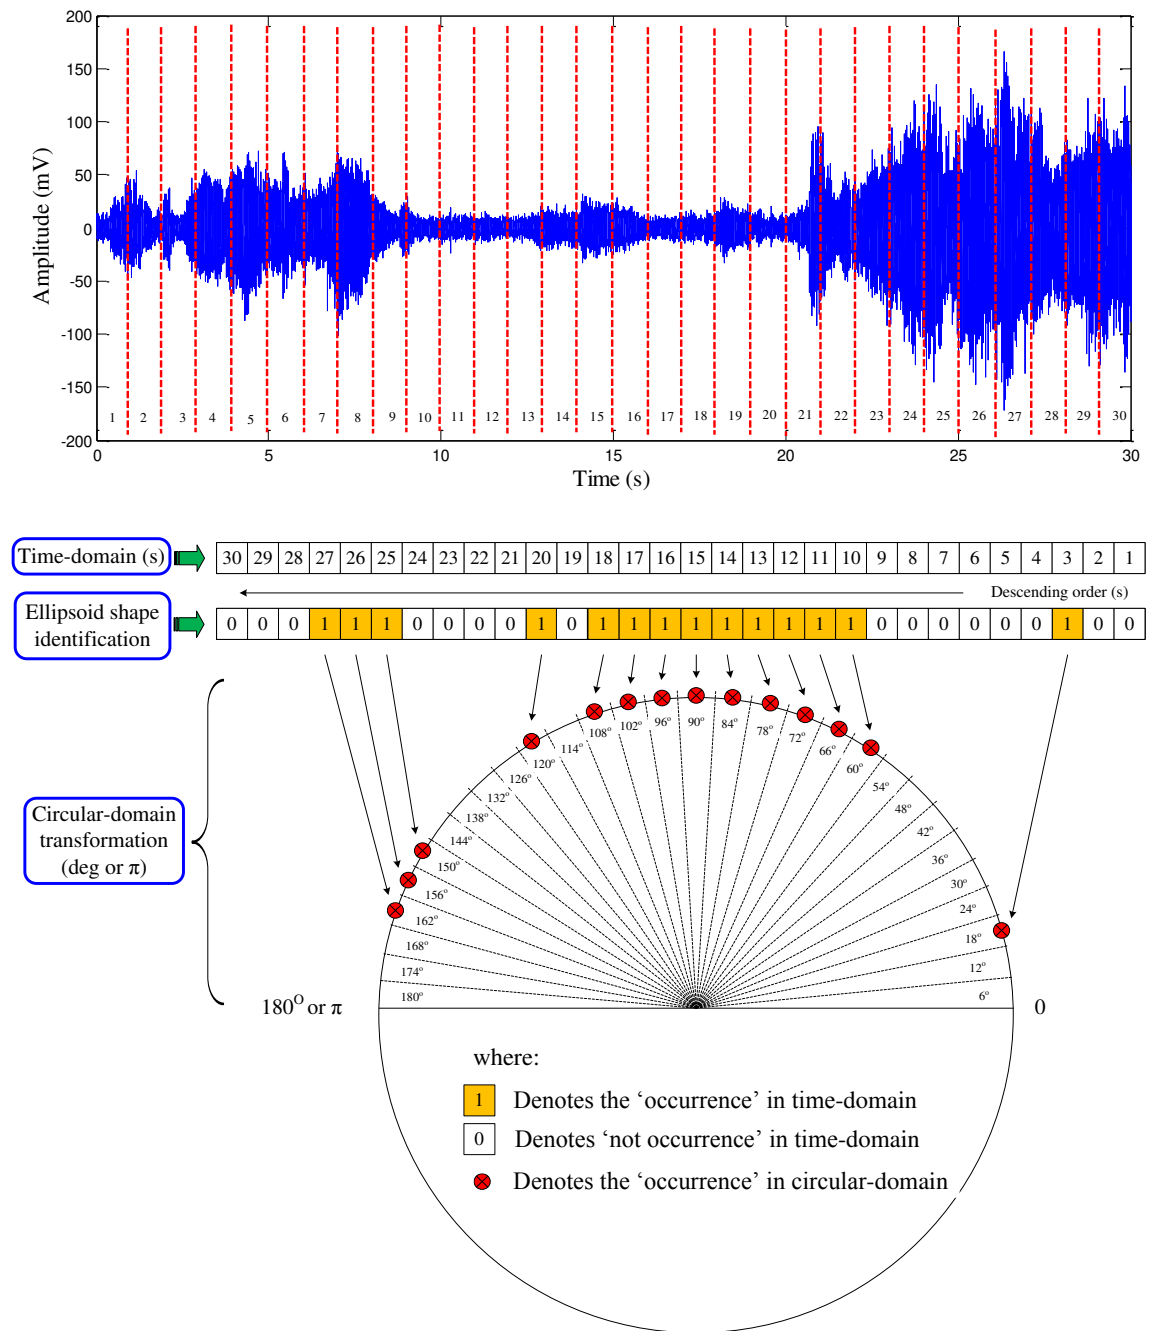 200
150
100
50
0
-50
-100
-150
-200
Amplitude (m V)
1 2 3 4 5 6 7 8 9 10 11 12 13 14 15 16 17 18 19 20 21 22 23 24 25 26 27 28 29 30
0 5 10 15 20 25 30
Time (s)
Time-domain (s) 30 29 28 27 26 25 24 23 22 21 20 19 18 17 16 15 14 13 12 11 10 9 8 7 6 5 4 3 2 1
Descending order (s)
Ellipsoid shape
identification
0 0 0 1 1 1 0 0 0 0 1 0 1 1 1 1 1 1 1 1 1 0 0 0 0 0 0 1 0 0
Circular-domain
transformation
(deg or π)
180° 174° 168° 162° 156° 150° 144° 138° 132° 126° 120° 114° 108° 102° 96° 90° 84° 78° 72° 66° 60° 54° 48° 42° 36° 30° 24° 18° 12° 6°
180° or π
0
where:
1 Denotes the ‘occurrence’ in time-domain
0 Denotes ‘not occurrence’ in time-domain
Denotes the ‘occurrence’ in circular-domain